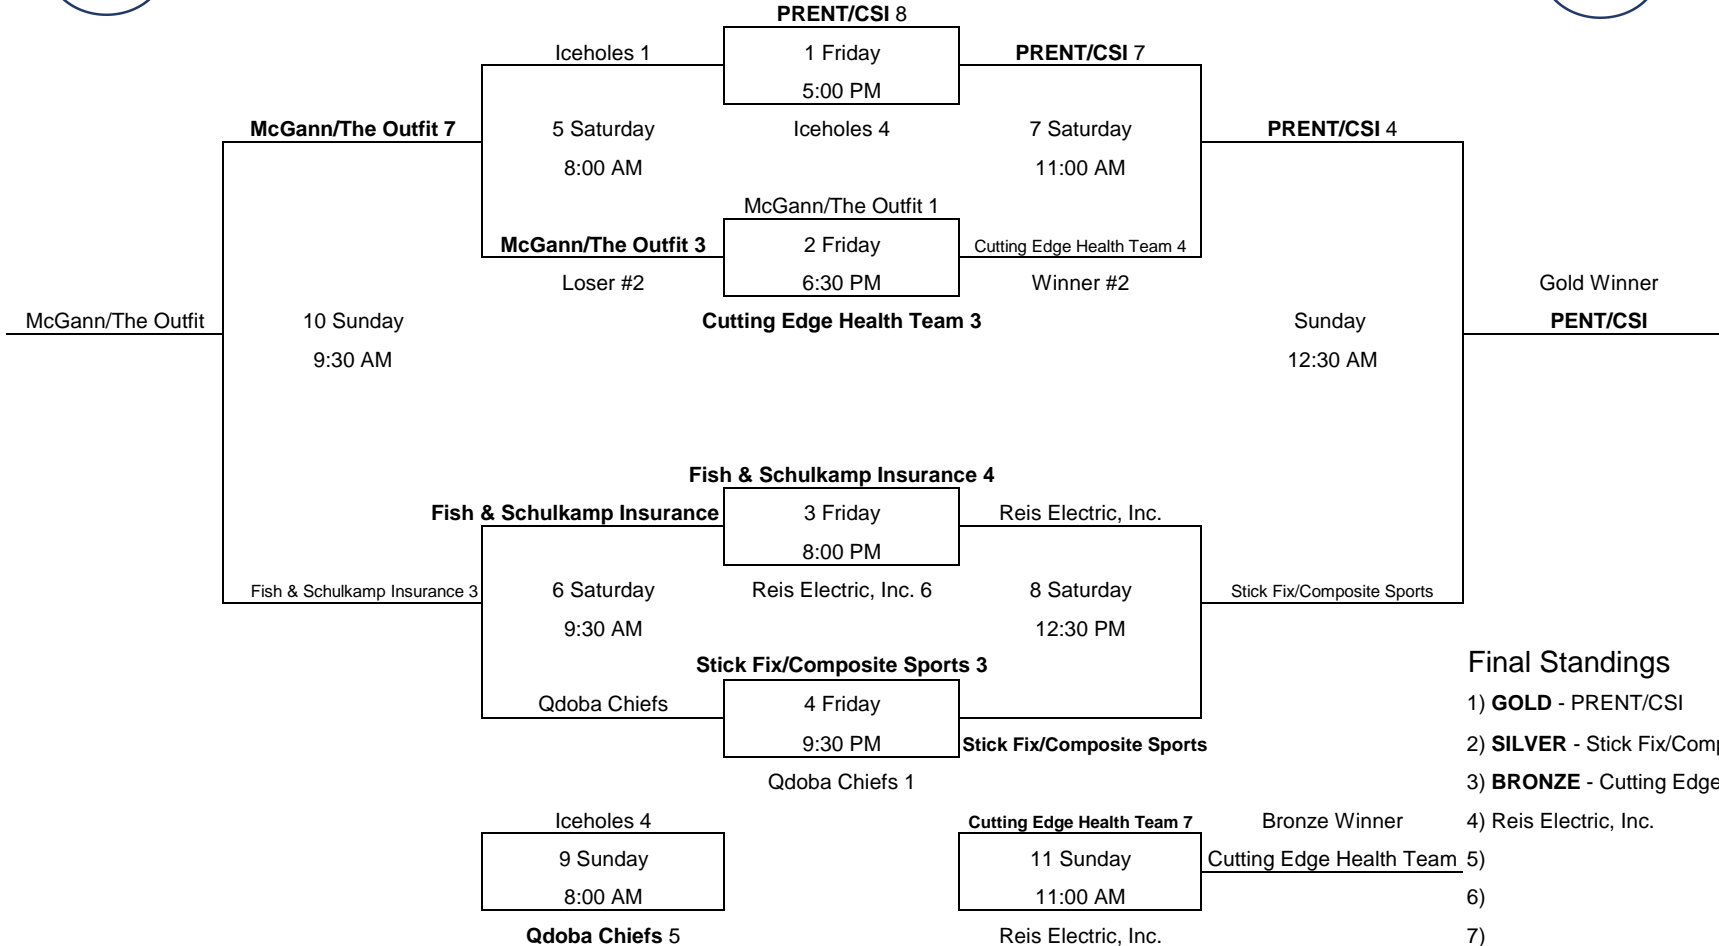 PRENT/CSI 8
Iceholes 1
1 Friday
PRENT/CSI 7
5:00 PM
McGann/The Outfit 7
5 Saturday
Iceholes 4
7 Saturday
PRENT/CSI 4
8:00 AM
11:00 AM
McGann/The Outfit 1
McGann/The Outfit 3
2 Friday
Cutting Edge Health Team 4
Loser #2
6:30 PM
Winner #2
Gold Winner
McGann/The Outfit
10 Sunday
Cutting Edge Health Team 3
Sunday
PENT/CSI
9:30 AM
12:30 AM
Fish & Schulkamp Insurance 4
Fish & Schulkamp Insurance
3 Friday
Reis Electric, Inc.
8:00 PM
Fish & Schulkamp Insurance 3
6 Saturday
Reis Electric, Inc. 6
8 Saturday
Stick Fix/Composite Sports
9:30 AM
12:30 PM
Stick Fix/Composite Sports 3
Final Standings
Qdoba Chiefs
4 Friday
1) GOLD - PRENT/CSI
9:30 PM
Stick Fix/Composite Sports
2) SILVER - Stick Fix/Comp
Qdoba Chiefs 1
3) BRONZE - Cutting Edge
Iceholes 4
Cutting Edge Health Team 7
Bronze Winner
4) Reis Electric, Inc.
9 Sunday
11 Sunday
Cutting Edge Health Team
5)
8:00 AM
11:00 AM
6)
Qdoba Chiefs 5
Reis Electric, Inc.
7)